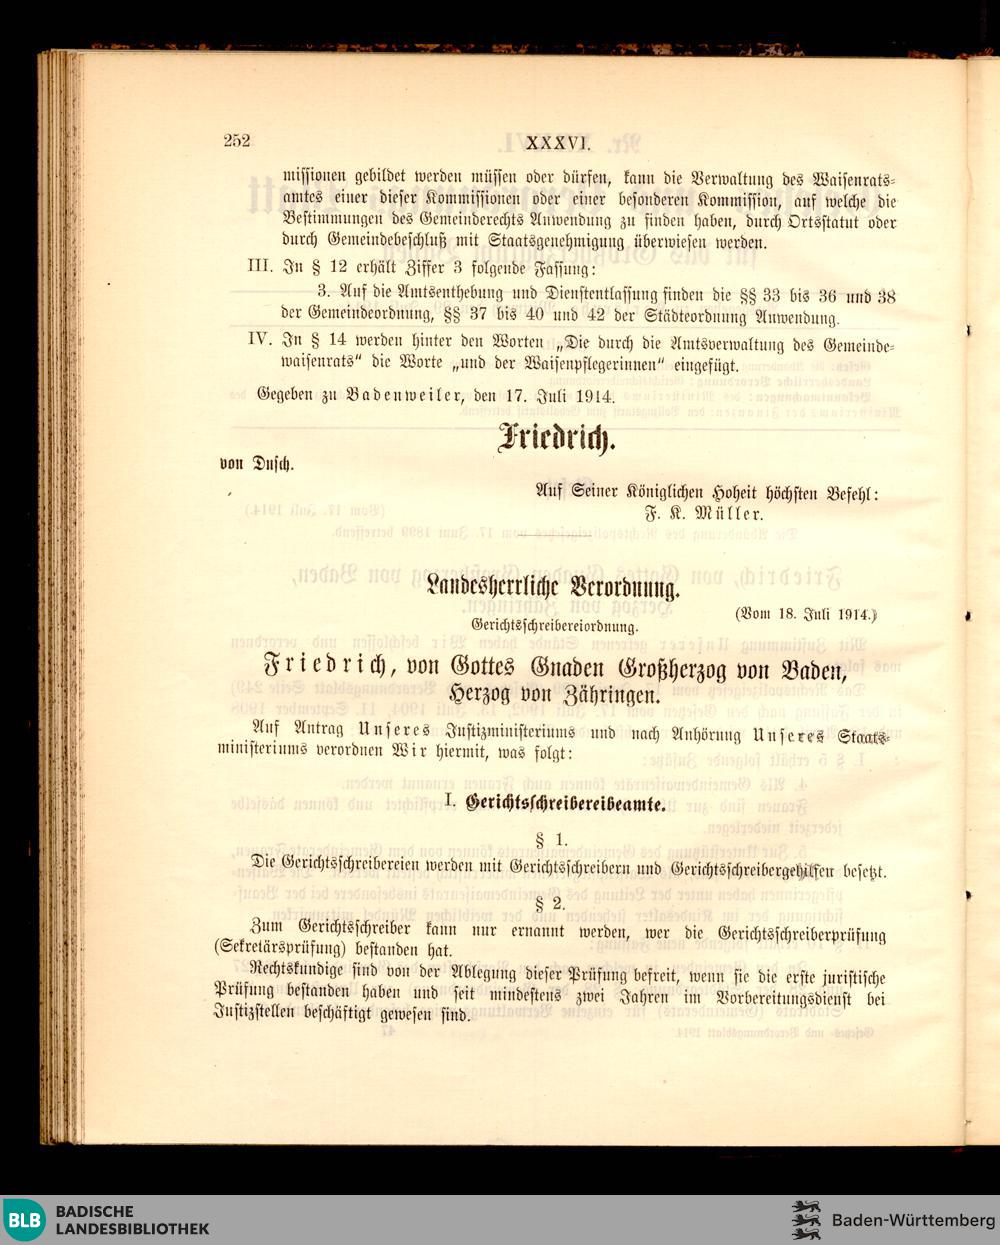 252
XXXVI.
missionen gebildet werden müssen oder dürfen, kann die Verwaltung des Waisenrats-
amtes einer dieser Kommissionen oder einer besonderen Kommission, auf welche die
Bestimmungen des Gemeinderechts Anwendung zu finden haben, durch Ortsstatut oder
durch Gemeindebeschluß mit Staatsgenehmigung überwiesen werden.
III. In § 12 erhält Ziffer 3 folgende Fassung:
3. Auf die Amtsenthebung und Dienstentlassung finden die §§ 33 bis 36 und 38
der Gemeindeordnung, §§ 37 bis 40 und 42 der Städteordnung Anwendung.
IV. In § 14 werden hinter den Worten „Die durch die Amtsverwaltung des Gemeinde-
waisenrats“ die Worte „und der Waisenpflegerinnen“ eingefügt.
Gegeben zu Badenweiler, den 17. Juli 1914.
Friedrich.
von Dusch.
Auf Seiner Königlichen Hoheit höchsten Befehl:
F. K. Müller.
Landesherrliche Verordnung.
(Vom 18. Juli 1914.)
Gerichtsschreibereiordnung.
Friedrich, von Gottes Gnaden Großherzog von Baden,
Herzog von Zähringen.
Auf Antrag Unseres Justizministeriums und nach Anhörung Unseres Staats-
ministeriums verordnen Wir hiermit, was folgt:
I. Gerichtsschreibereibeamte.
§ 1.
Die Gerichtsschreibereien werden mit Gerichtsschreibern und Gerichtsschreibergehilfen besetzt.
§ 2.
Zum Gerichtsschreiber kann nur ernannt werden, wer die Gerichtsschreiberprüfung
(Sekretärsprüfung) bestanden hat.
Rechtskundige sind von der Ablegung dieser Prüfung befreit, wenn sie die erste juristische
Prüfung bestanden haben und seit mindestens zwei Jahren im Vorbereitungsdienst bei
Justizstellen beschäftigt gewesen sind.
BLB BADISCHE
LANDESBIBLIOTHEK
Baden-Württemberg